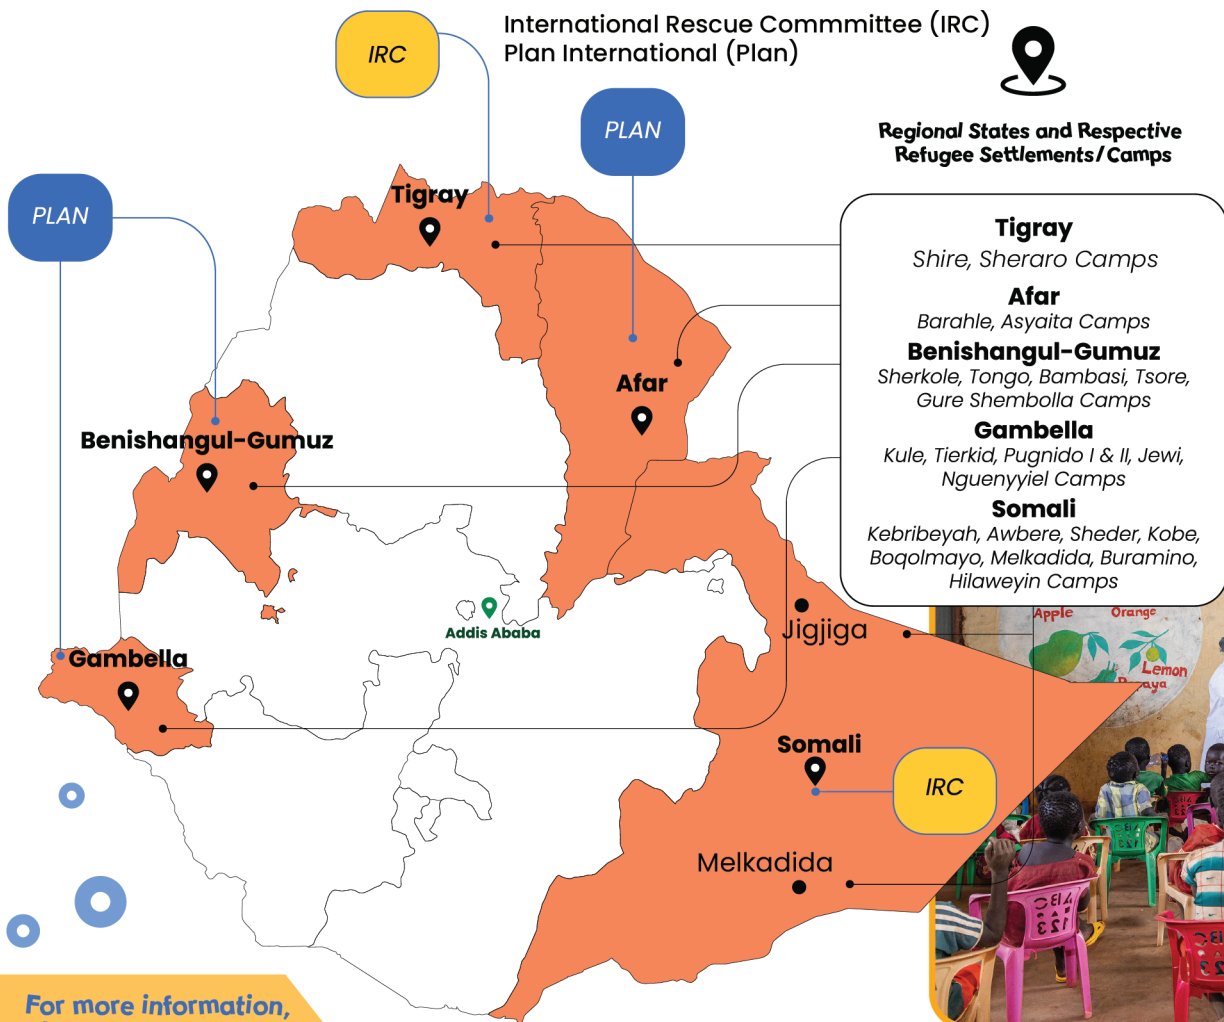 International Rescue Commmittee (IRC)
Plan International (Plan)
IRC
PLAN
PLAN
Regional States and Respective
Refugee Settlements/Camps
Tigray
Shire, Sheraro Camps
Afar
Barahle, Asyaita Camps
Benishangul-Gumuz
Sherkole, Tongo, Bambasi, Tsore,
Gure Shembolla Camps
Gambella
Kule, Tierkid, Pugnido I & II, Jewi,
Nguenyyiel Camps
Somali
Kebribeyah, Awbere, Sheder, Kobe,
Boqolmayo, Melkadida, Buramino,
Hilaweyin Camps
Tigray
Afar
Benishangul-Gumuz
Addis Ababa
Gambella
Jigjiga
Somali
IRC
Melkadida
Apple Orange
Lemon
ABC
123
For more information,